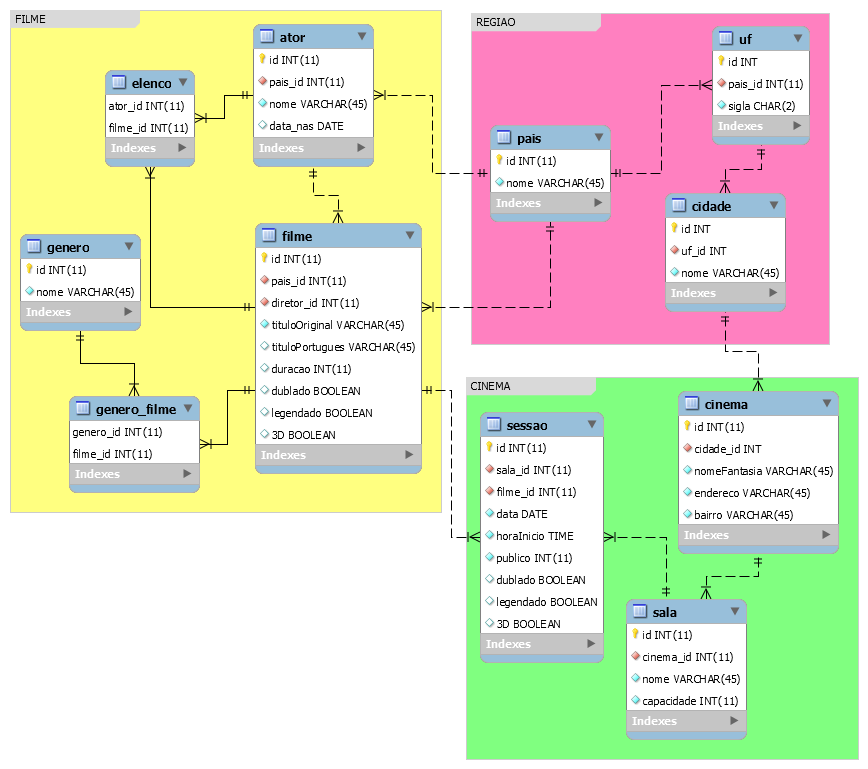 FILME
ator
id INT(11)
pais_id INT(11)
nome VARCHAR(45)
data_nas DATE
Indexes
elenco
ator_id INT(11)
filme_id INT(11)
Indexes
genero
id INT(11)
nome VARCHAR(45)
Indexes
filme
id INT(11)
pais_id INT(11)
diretor_id INT(11)
tituloOriginal VARCHAR(45)
tituloPortugues VARCHAR(45)
duracao INT(11)
dublado BOOLEAN
legendado BOOLEAN
3D BOOLEAN
Indexes
genero_filme
genero_id INT(11)
filme_id INT(11)
Indexes
REGIAO
uf
id INT
pais_id INT(11)
sigla CHAR(2)
Indexes
pais
id INT(11)
nome VARCHAR(45)
Indexes
cidade
id INT
uf_id INT
nome VARCHAR(45)
Indexes
CINEMA
cinema
id INT(11)
cidade_id INT
nomeFantasia VARCHAR(45)
endereco VARCHAR(45)
bairro VARCHAR(45)
Indexes
sessao
id INT(11)
sala_id INT(11)
filme_id INT(11)
data DATE
horaInicio TIME
publico INT(11)
dublado BOOLEAN
legendado BOOLEAN
3D BOOLEAN
Indexes
sala
id INT(11)
cinema_id INT(11)
nome VARCHAR(45)
capacidade INT(11)
Indexes